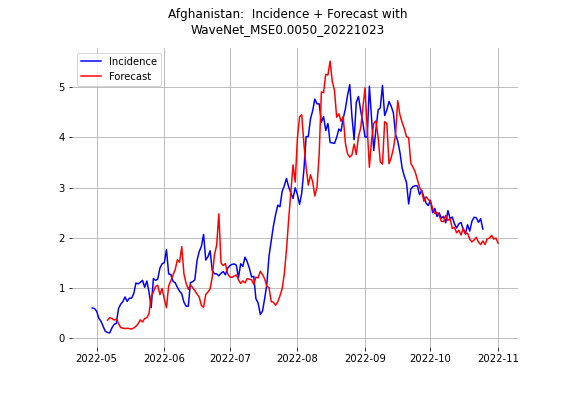 Afghanistan:  Incidence + Forecast with
WaveNet_MSE0.0050_20221023
Incidence
Forecast
5
4
3
2
1
0
2022-05 2022-06 2022-07 2022-08 2022-09 2022-10 2022-11